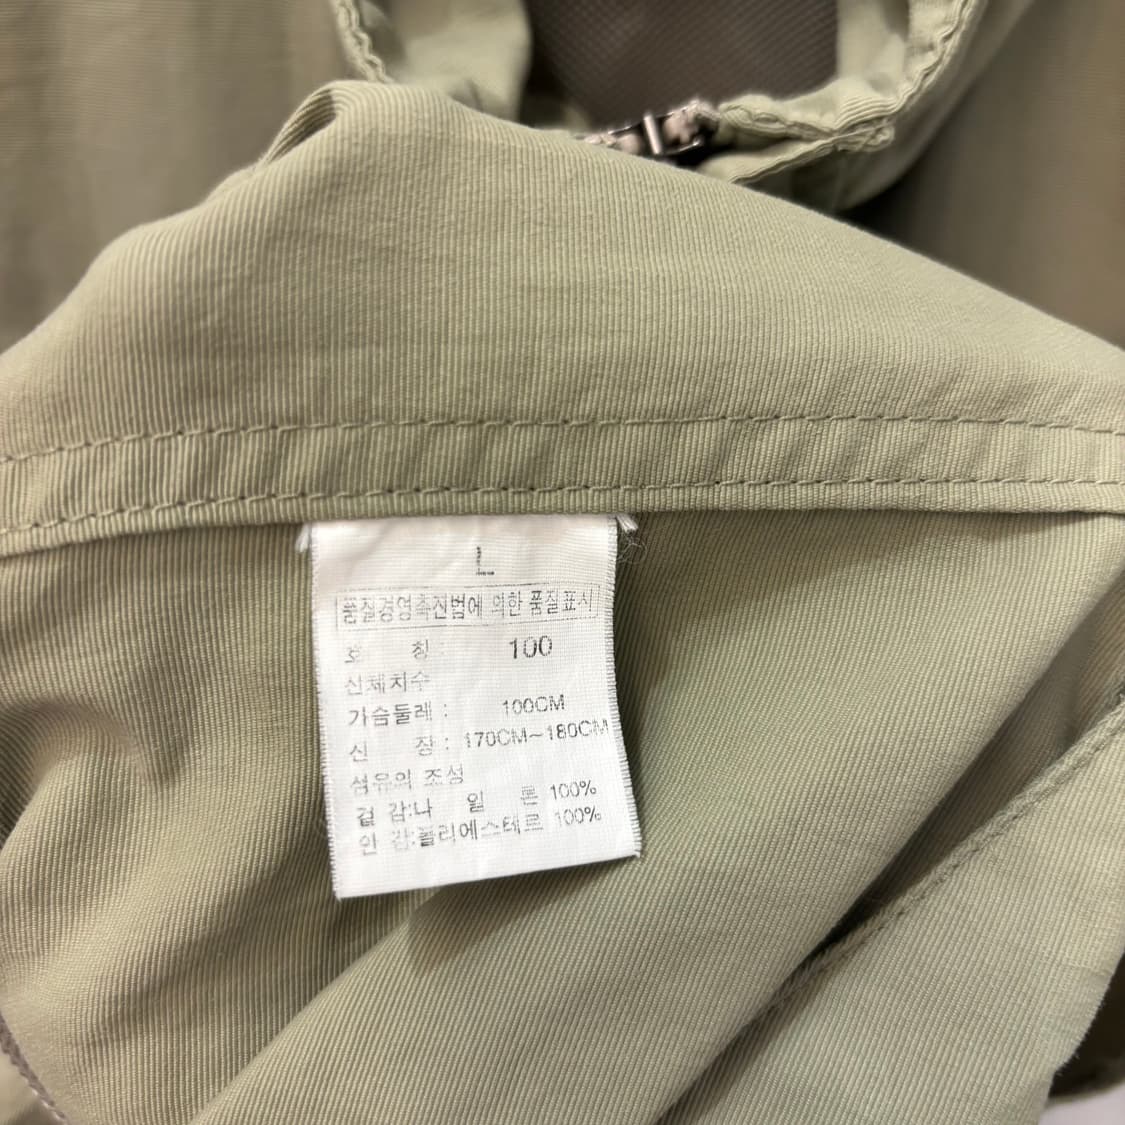 L
품질경영촉진법에 의한 품질표시
호 칭 : 100
신체치수
가슴둘레 : 100CM
신 장 : 170CM~180CM
섬유의 조성
겉 감:나 일 론 100%
안 감:폴리에스테르 100%